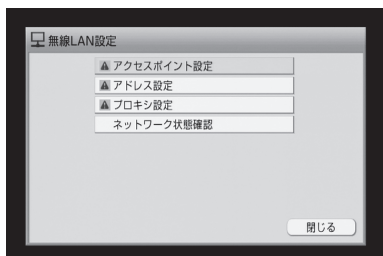 無線LAN設定
アクセスポイント設定
アドレス設定
プロキシ設定
ネットワーク状態確認
閉じる